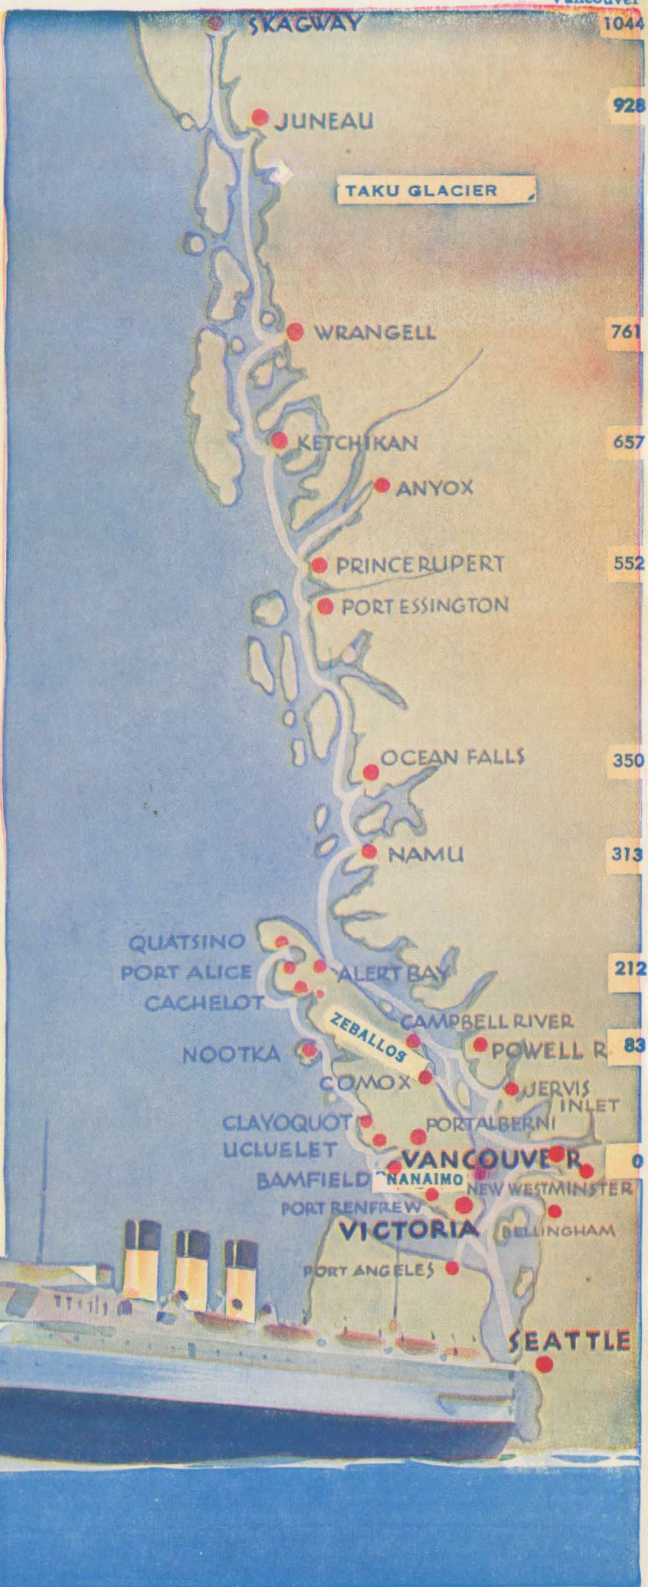 Vancouver
SKAGWAY 1044
JUNEAU 928
TAKU GLACIER
WRANGELL 761
KETCHIKAN 657
ANYOX
PRINCE RUPERT 552
PORT ESSINGTON
OCEAN FALLS 350
NAMU 313
QUATSINO
PORT ALICE ALERT BAY 212
CACHELOT
ZEBALLOS CAMPBELL RIVER
NOOTKA POWELL R. 83
COMOX JERVIS
INLET
CLAYOQUOT PORT ALBERNI
UCLUELET
VANCOUVER 0
BAMFIELD NANAIMO NEW WESTMINSTER
PORT RENFREW
VICTORIA BELLINGHAM
PORT ANGELES
SEATTLE